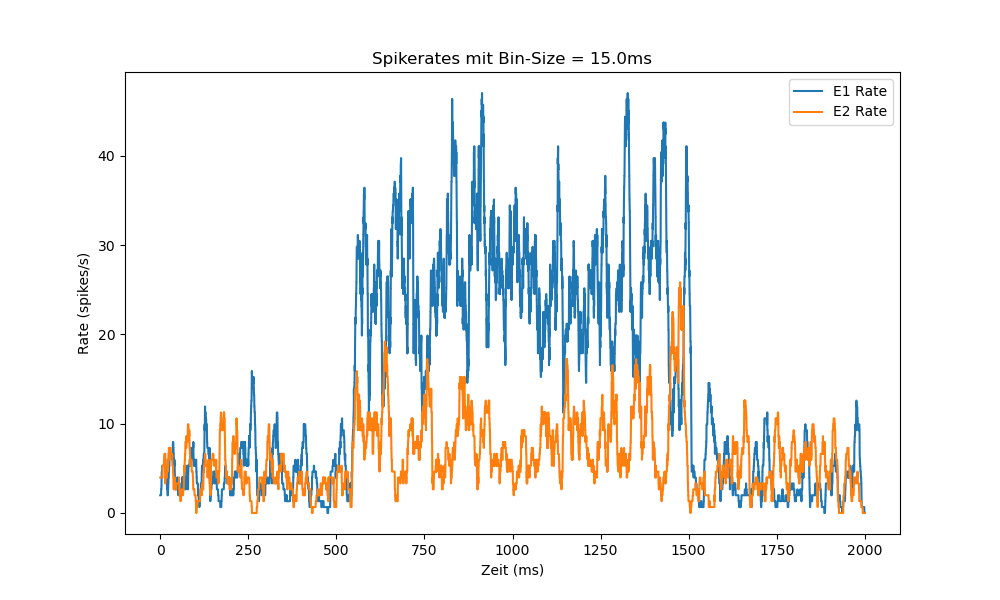 Spikerates mit Bin-Size = 15.0ms
E1 Rate
E2 Rate
Rate (spikes/s)
40
30
20
10
0
0 250 500 750 1000 1250 1500 1750 2000
Zeit (ms)